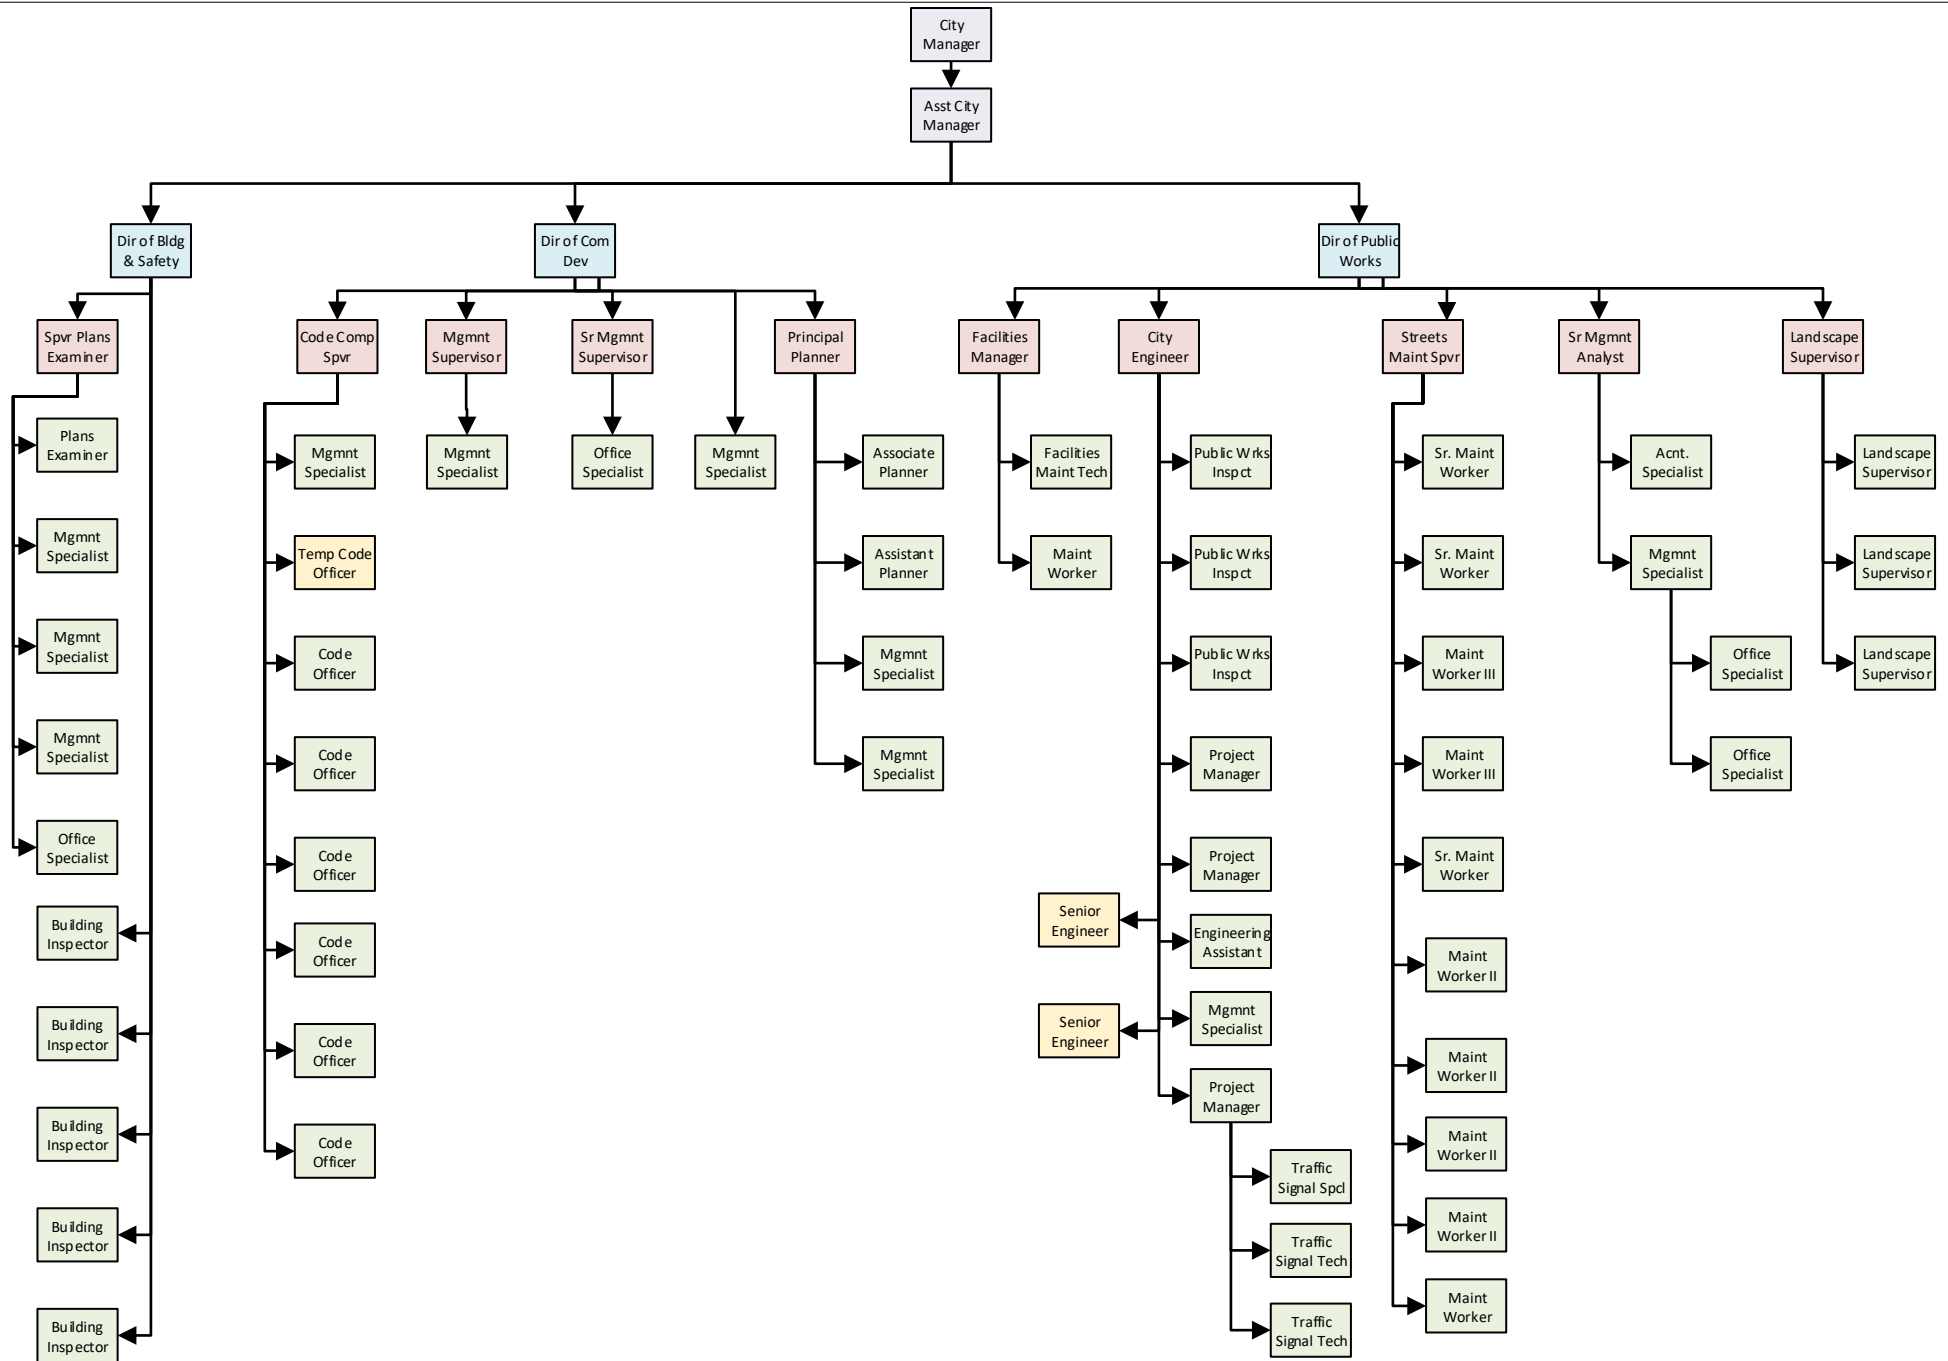 City
Manager
Asst City
Manager
Dir of Bldg
& Safety
Dir of Com
Dev
Dir of Public
Works
Spvr Plans
Examiner
Code Comp
Spvr
Mgmnt
Supervisor
Sr Mgmnt
Supervisor
Principal
Planner
Facilities
Manager
City
Engineer
Streets
Maint Spvr
Sr Mgmnt
Analyst
Landscape
Supervisor
Plans
Examiner
Mgmnt
Specialist
Mgmnt
Specialist
Mgmnt
Specialist
Office
Specialist
Building
Inspector
Building
Inspector
Building
Inspector
Building
Inspector
Building
Inspector
Mgmnt
Specialist
Temp Code
Officer
Code
Officer
Code
Officer
Code
Officer
Code
Officer
Code
Officer
Code
Officer
Mgmnt
Specialist
Office
Specialist
Mgmnt
Specialist
Associate
Planner
Assistant
Planner
Mgmnt
Specialist
Mgmnt
Specialist
Facilities
Maint Tech
Maint
Worker
Public Wrks
Inspct
Public Wrks
Inspct
Public Wrks
Inspct
Project
Manager
Project
Manager
Senior
Engineer
Engineering
Assistant
Senior
Engineer
Mgmnt
Specialist
Project
Manager
Traffic
Signal Spcl
Traffic
Signal Tech
Traffic
Signal Tech
Sr. Maint
Worker
Sr. Maint
Worker
Maint
Worker III
Maint
Worker III
Sr. Maint
Worker
Maint
Worker II
Maint
Worker II
Maint
Worker II
Maint
Worker II
Maint
Worker
Acnt.
Specialist
Mgmnt
Specialist
Office
Specialist
Office
Specialist
Landscape
Supervisor
Landscape
Supervisor
Landscape
Supervisor